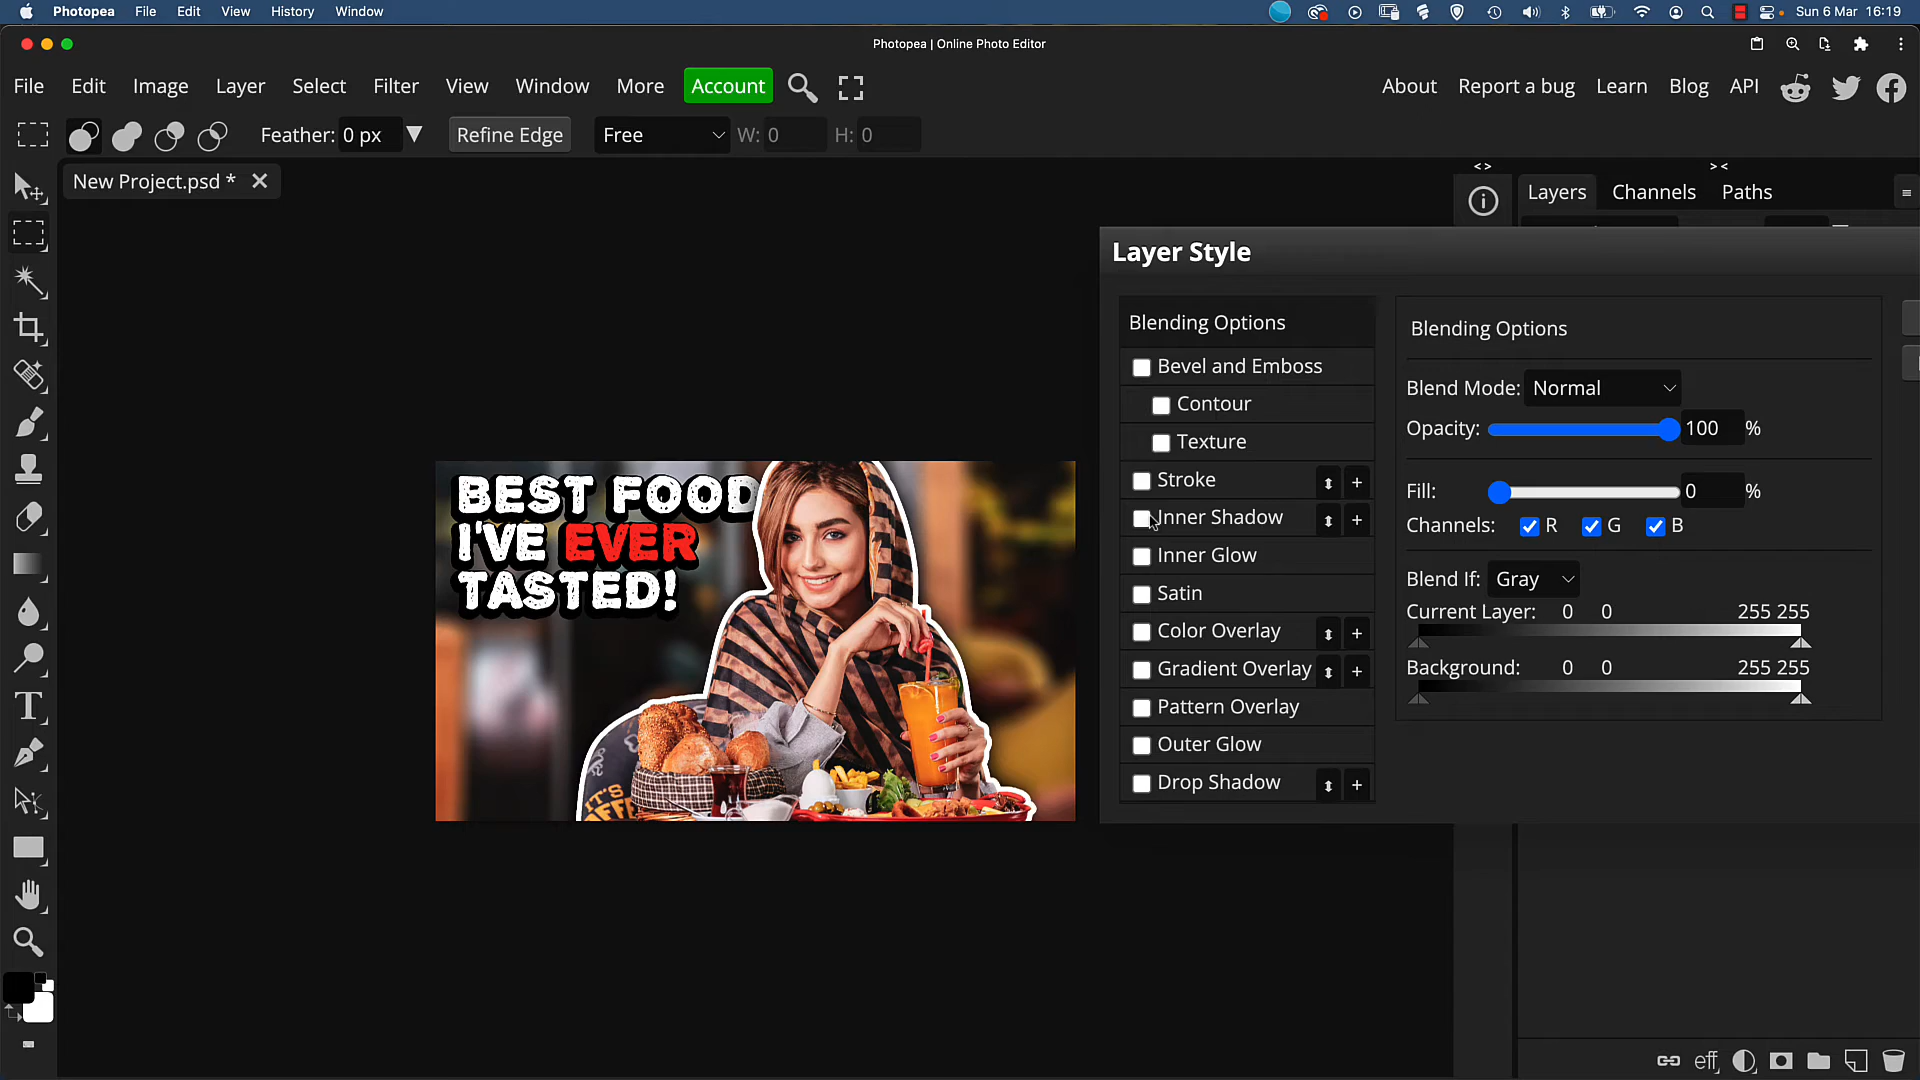 Photopea File Edit View History Window Sun 6 Mar 16:19
Photopea | Online Photo Editor
File Edit Image Layer Select Filter View Window More Account About Report a bug Learn Blog API
Feather: 0 px Refine Edge Free W: 0 H: 0
New Project.psd *
Layers Channels Paths
Layer Style
Blending Options
Bevel and Emboss
Contour
Texture
Stroke
Inner Shadow
Inner Glow
Satin
Color Overlay
Gradient Overlay
Pattern Overlay
Outer Glow
Drop Shadow
Blending Options
Blend Mode: Normal
Opacity: 100 %
Fill: 0 %
Channels: R G B
Blend If: Gray
Current Layer: 0 0 255 255
Background: 0 0 255 255
BEST FOOD
I'VE EVER
TASTED!
IT'S
eff